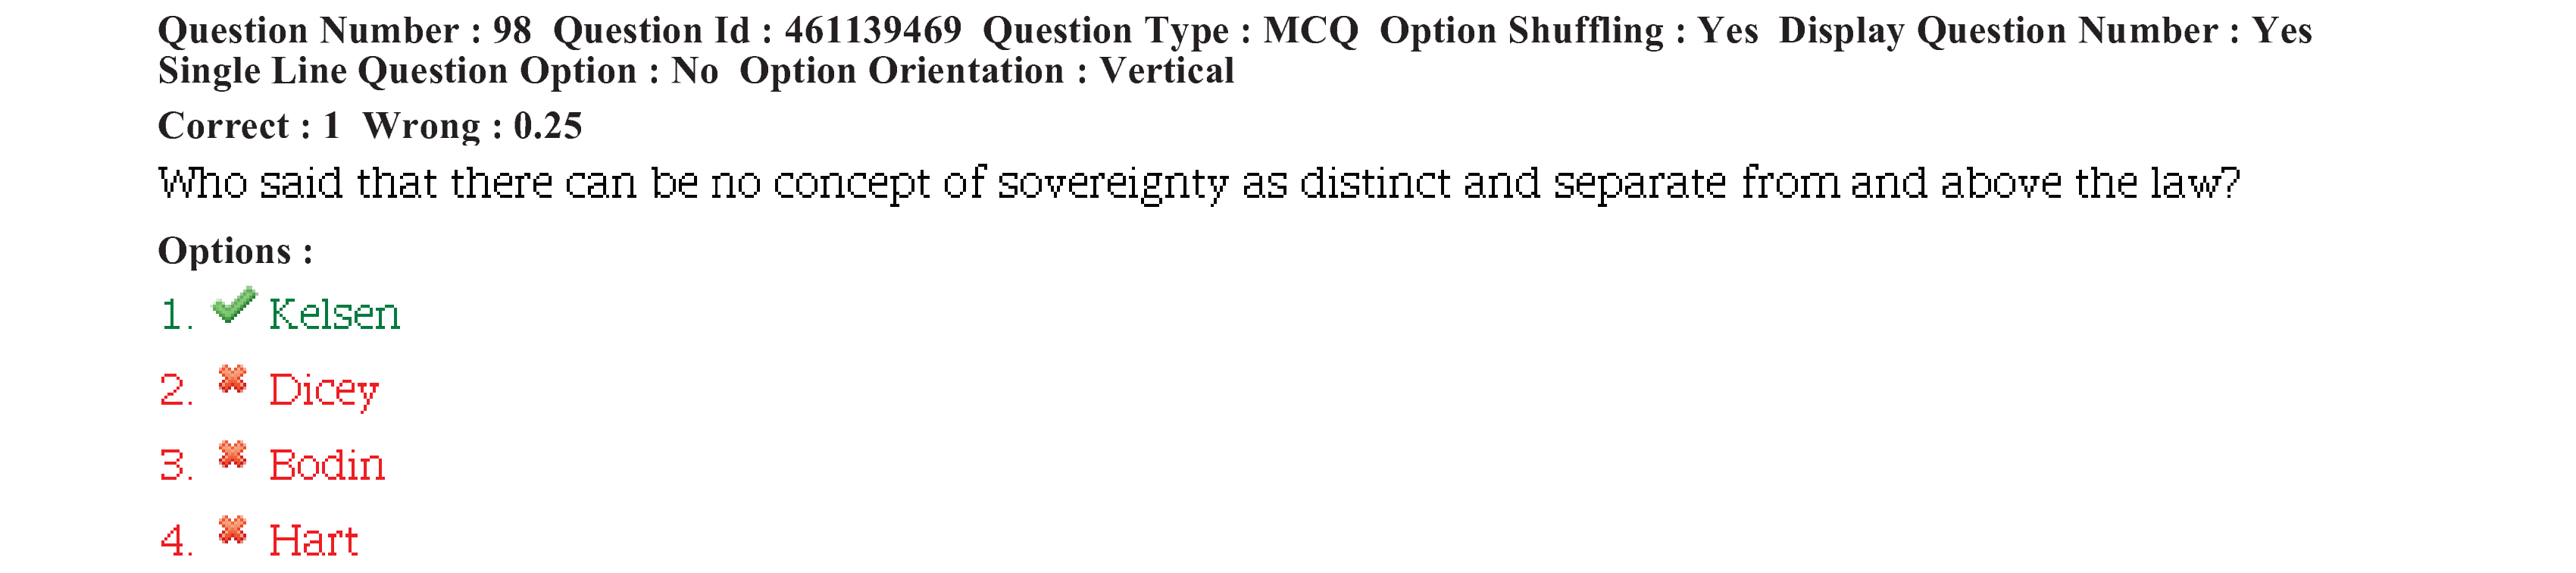 Question Number : 98 Question Id : 461139469 Question Type : MCQ Option Shuffling : Yes Display Question Number : Yes
Single Line Question Option : No Option Orientation : Vertical
Correct : 1 Wrong : 0.25
Who said that there can be no concept of sovereignty as distinct and separate from and above the law?
Options :
1. ✔ Kelsen
2. ✖ Dicey
3. ✖ Bodin
4. ✖ Hart